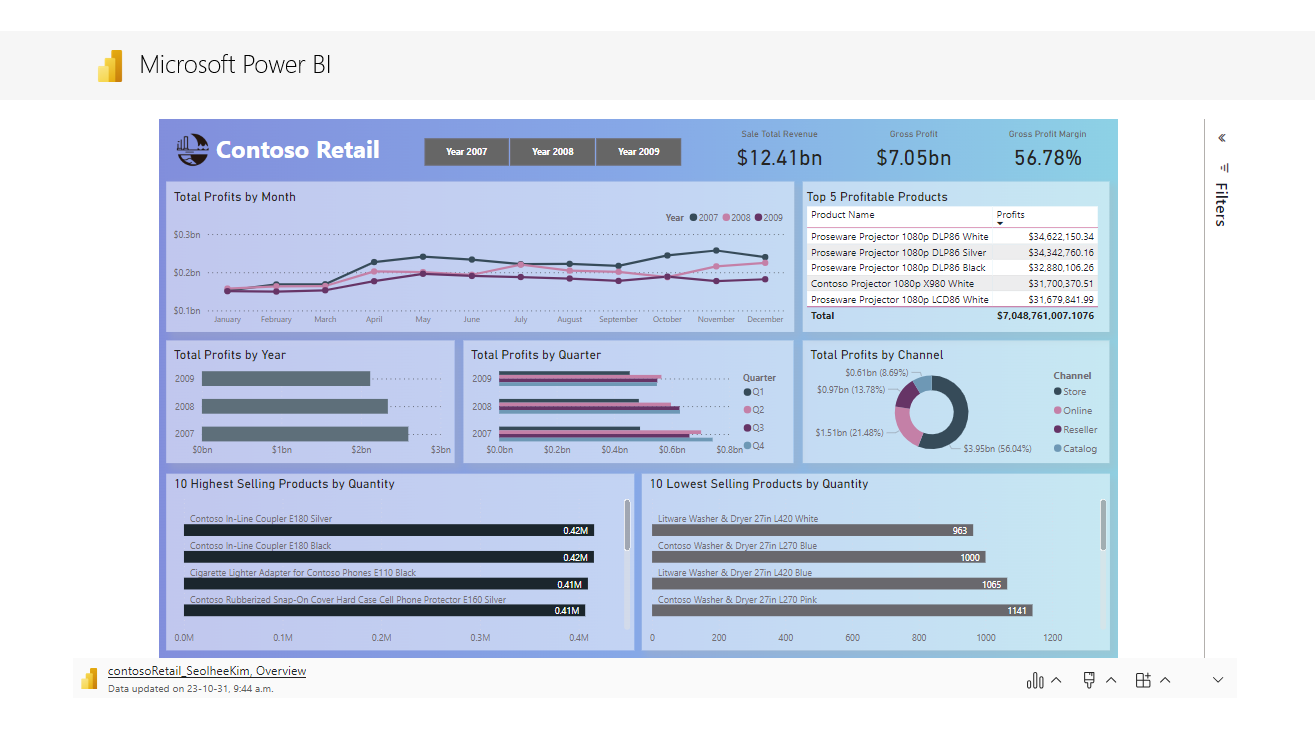 Microsoft Power BI
Contoso Retail
Year 2007 Year 2008 Year 2009
Sale Total Revenue Gross Profit Gross Profit Margin
$12.41bn $7.05bn 56.78%
Filters
Total Profits by Month
Year 2007 2008 2009
$0.3bn
$0.2bn
$0.1bn
January February March April May June July August September October November December
Top 5 Profitable Products
Product Name Profits
Proseware Projector 1080p DLP86 White $34,622,150.34
Proseware Projector 1080p DLP86 Silver $34,342,760.16
Proseware Projector 1080p DLP86 Black $32,880,106.26
Contoso Projector 1080p X980 White $31,700,370.51
Proseware Projector 1080p LCD86 White $31,679,841.99
Total $7,048,761,007.1076
Total Profits by Year
2009
2008
2007
$0bn $1bn $2bn $3bn
Total Profits by Quarter
2009
2008
2007
$0.0bn $0.2bn $0.4bn $0.6bn $0.8bn
Quarter
Q1
Q2
Q3
Q4
Total Profits by Channel
$0.61bn (8.69%)
$0.97bn (13.78%)
$1.51bn (21.48%)
$3.95bn (56.04%)
Channel
Store
Online
Reseller
Catalog
10 Highest Selling Products by Quantity
Contoso In-Line Coupler E180 Silver
0.42M
Contoso In-Line Coupler E180 Black
0.42M
Cigarette Lighter Adapter for Contoso Phones E110 Black
0.41M
Contoso Rubberized Snap-On Cover Hard Case Cell Phone Protector E160 Silver
0.41M
0.0M 0.1M 0.2M 0.3M 0.4M
10 Lowest Selling Products by Quantity
Litware Washer & Dryer 27in L420 White
963
Contoso Washer & Dryer 27in L270 Blue
1000
Litware Washer & Dryer 27in L420 Blue
1065
Contoso Washer & Dryer 27in L270 Pink
1141
0 200 400 600 800 1000 1200
contosoRetail_SeolheeKim, Overview
Data updated on 23-10-31, 9:44 a.m.